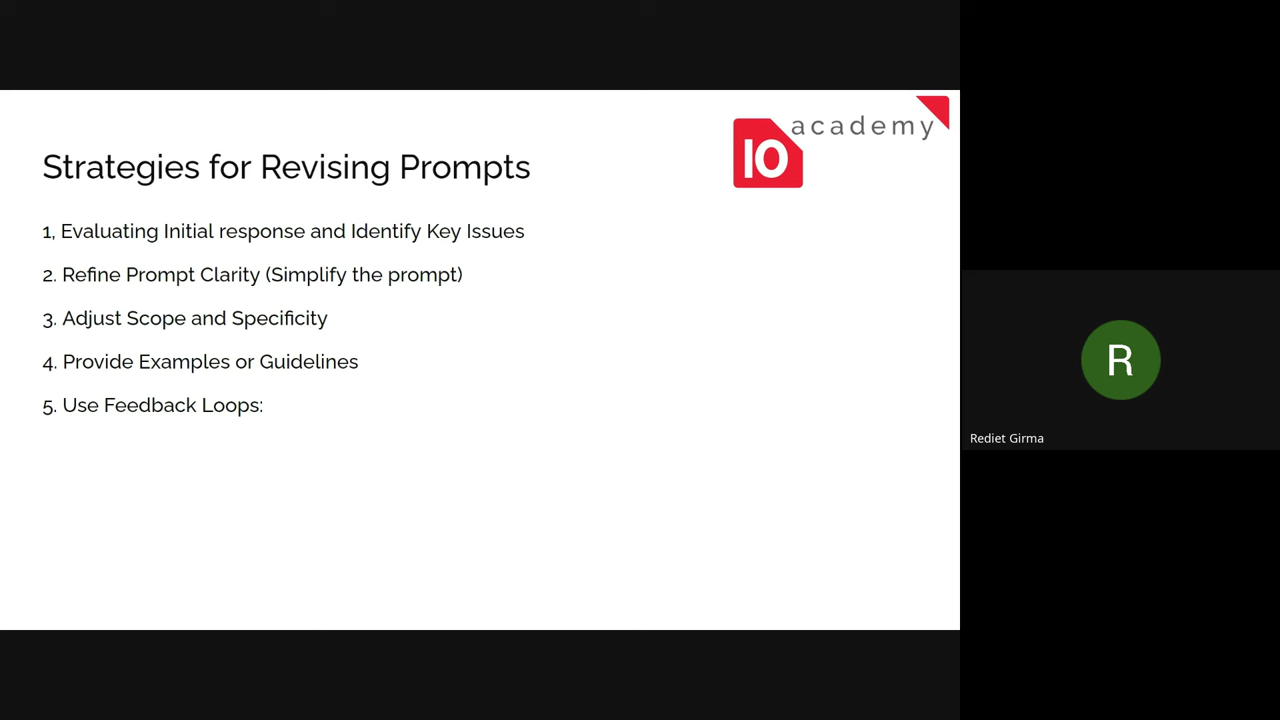 10 academy
Strategies for Revising Prompts
1, Evaluating Initial response and Identify Key Issues
2. Refine Prompt Clarity (Simplify the prompt)
3. Adjust Scope and Specificity
4. Provide Examples or Guidelines
5. Use Feedback Loops:
R
Rediet Girma